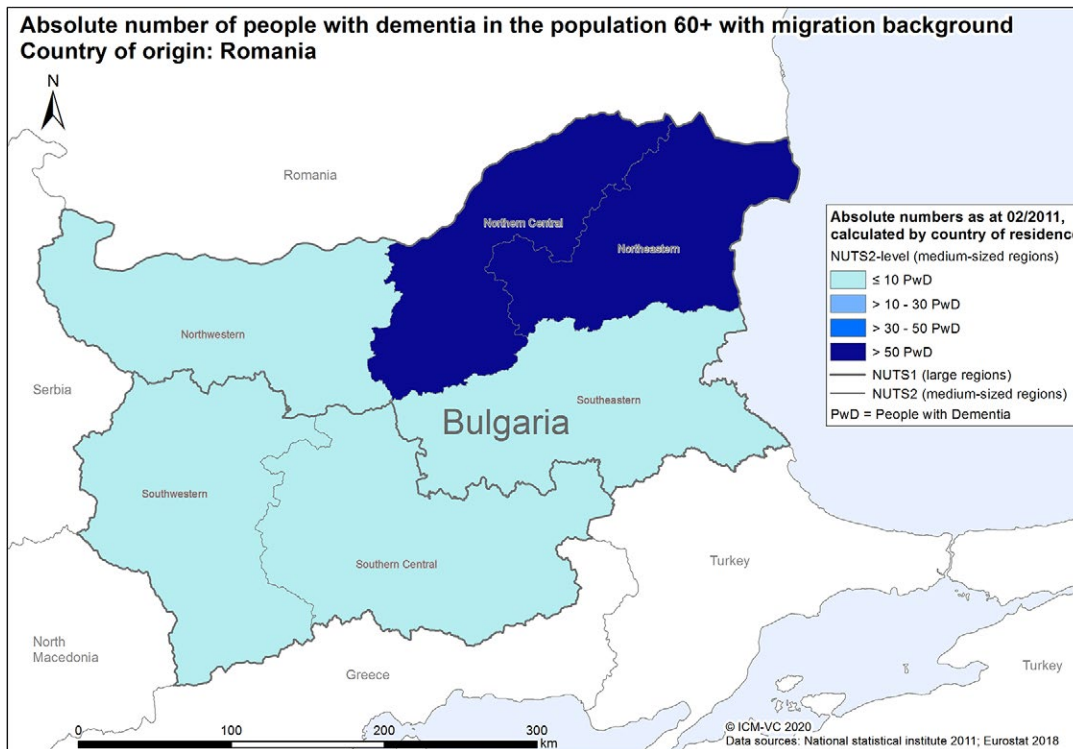 Absolute number of people with dementia in the population 60+ with migration background
Country of origin: Romania
N
Romania
Northern Central
Northeastern
Absolute numbers as at 02/2011,
calculated by country of residence
NUTS2-level (medium-sized regions)
≤ 10 PwD
> 10 - 30 PwD
> 30 - 50 PwD
> 50 PwD
NUTS1 (large regions)
NUTS2 (medium-sized regions)
PwD = People with Dementia
Northwestern
Serbia
Southeastern
Bulgaria
Southwestern
Southern Central
Turkey
North
Macedonia
Greece
Turkey
0 100 200 300
km
© ICM-VC 2020
Data sources: National statistical institute 2011; Eurostat 2018